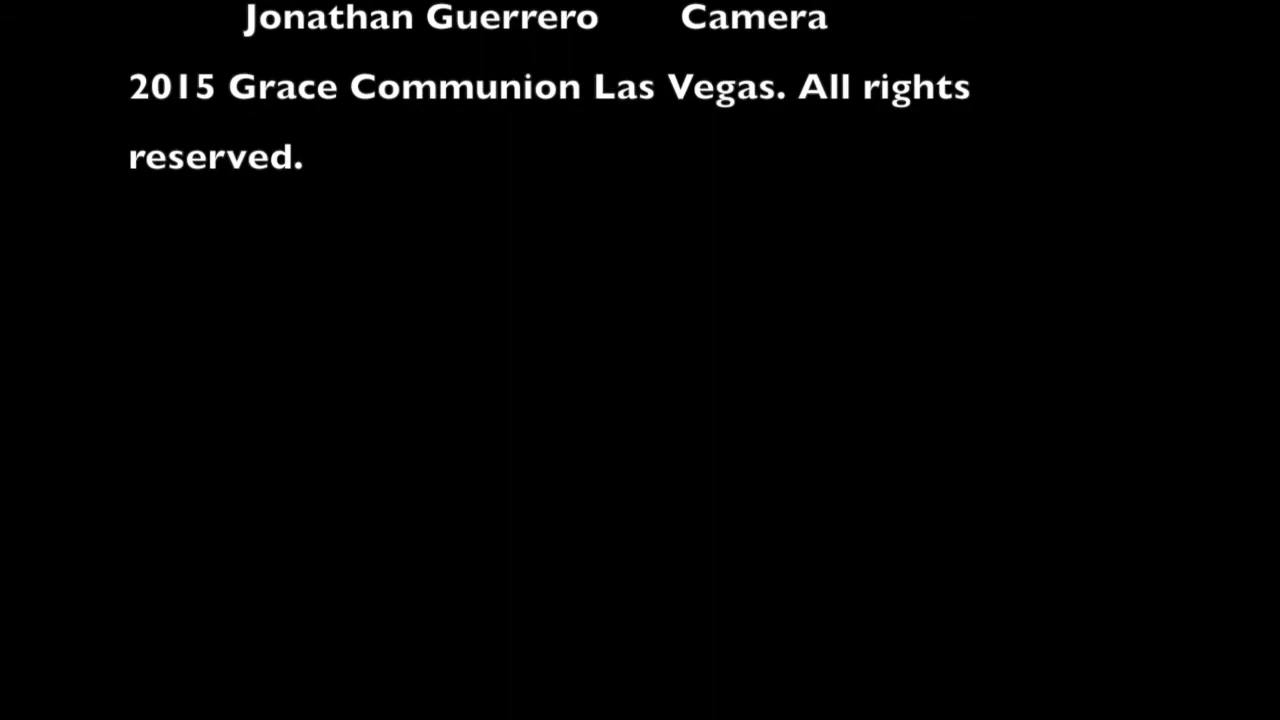 Jonathan Guerrero Camera
2015 Grace Communion Las Vegas. All rights
reserved.